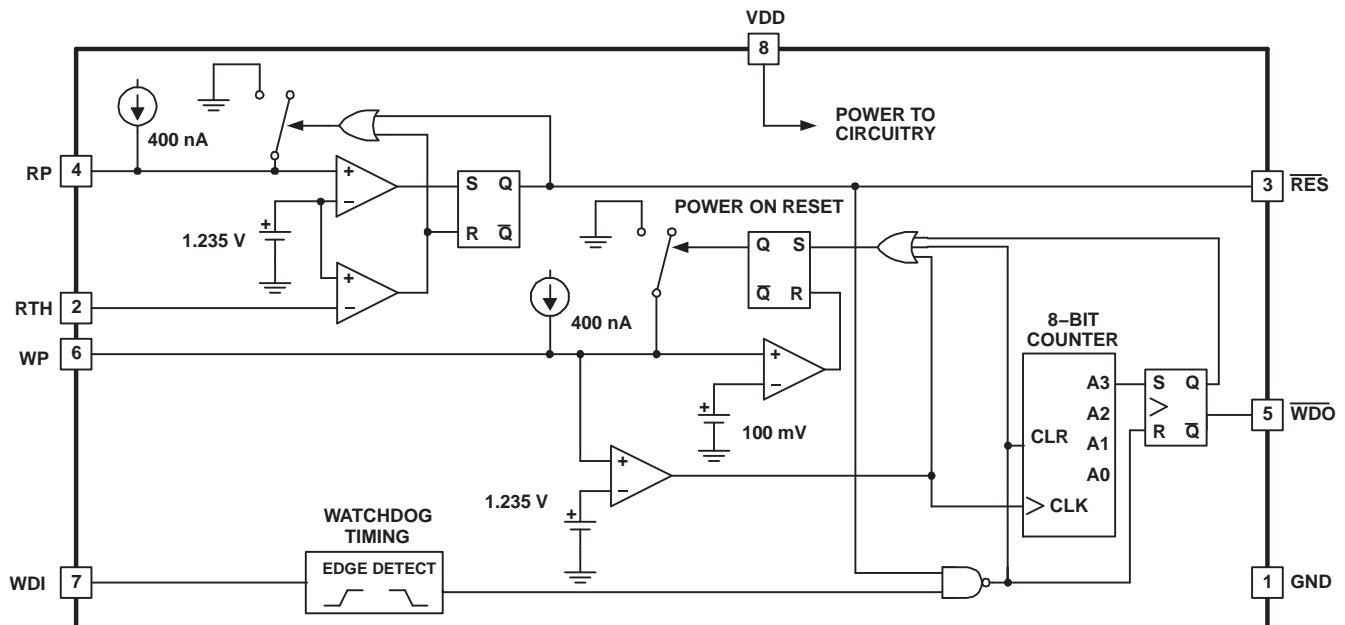 VDD
8
POWER TO
CIRCUITRY
400 nA
RP
4
+
−
S Q
R Q̅
3
R̅E̅S̅
1.235 V
+
POWER ON RESET
Q S
Q̅ R
RTH
2
+
−
400 nA
WP
6
+
−
+
100 mV
8−BIT
COUNTER
A3
A2
A1
A0
CLR
CLK
S Q
R Q̅
5
W̅D̅O̅
+
−
1.235 V
+
WATCHDOG
TIMING
EDGE DETECT
WDI
7
1
GND